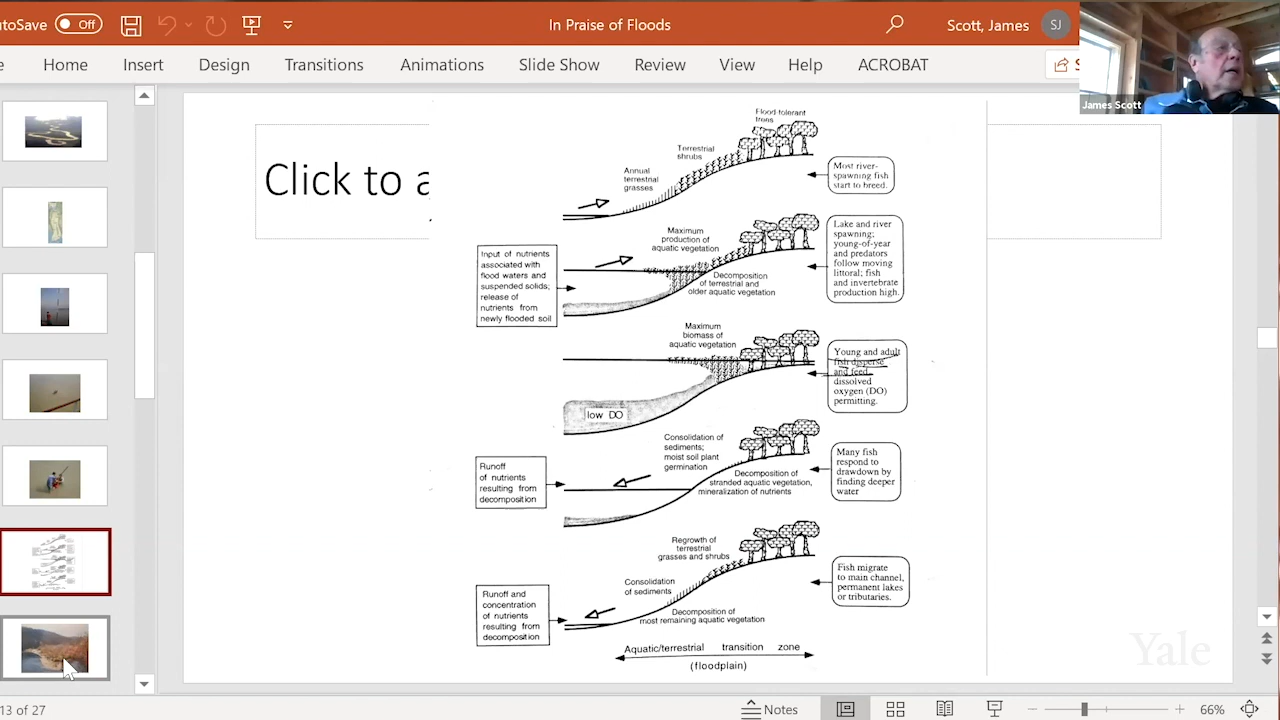 utoSave Off
In Praise of Floods
Scott, James
SJ
e
Home
Insert
Design
Transitions
Animations
Slide Show
Review
View
Help
ACROBAT
S
James Scott
Click to a
Flood-tolerant
trees
Terrestrial
shrubs
Annual
terrestrial
grasses
Most river-
spawning fish
start to breed.
Maximum
production of
aquatic vegetation
Input of nutrients
associated with
flood waters and
suspended solids;
release of
nutrients from
newly flooded soil
Decomposition
of terrestrial and
older aquatic vegetation
Lake and river
spawning;
young-of-year
and predators
follow moving
littoral; fish
and invertebrate
production high.
Maximum
biomass of
aquatic vegetation
low DO
Young and adult
fish disperse
and feed
dissolved
oxygen (DO)
permitting.
Consolidation of
sediments;
moist soil plant
germination
Runoff
of nutrients
resulting from
decomposition
Decomposition of
stranded aquatic vegetation,
mineralization of nutrients
Many fish
respond to
drawdown by
finding deeper
water
Regrowth of
terrestrial
grasses and shrubs
Consolidation
of sediments
Runoff and
concentration
of nutrients
resulting from
decomposition
Decomposition of
most remaining aquatic vegetation
Fish migrate
to main channel,
permanent lakes
or tributaries.
Aquatic/terrestrial transition zone
(floodplain)
Yale
13 of 27
Notes
66%